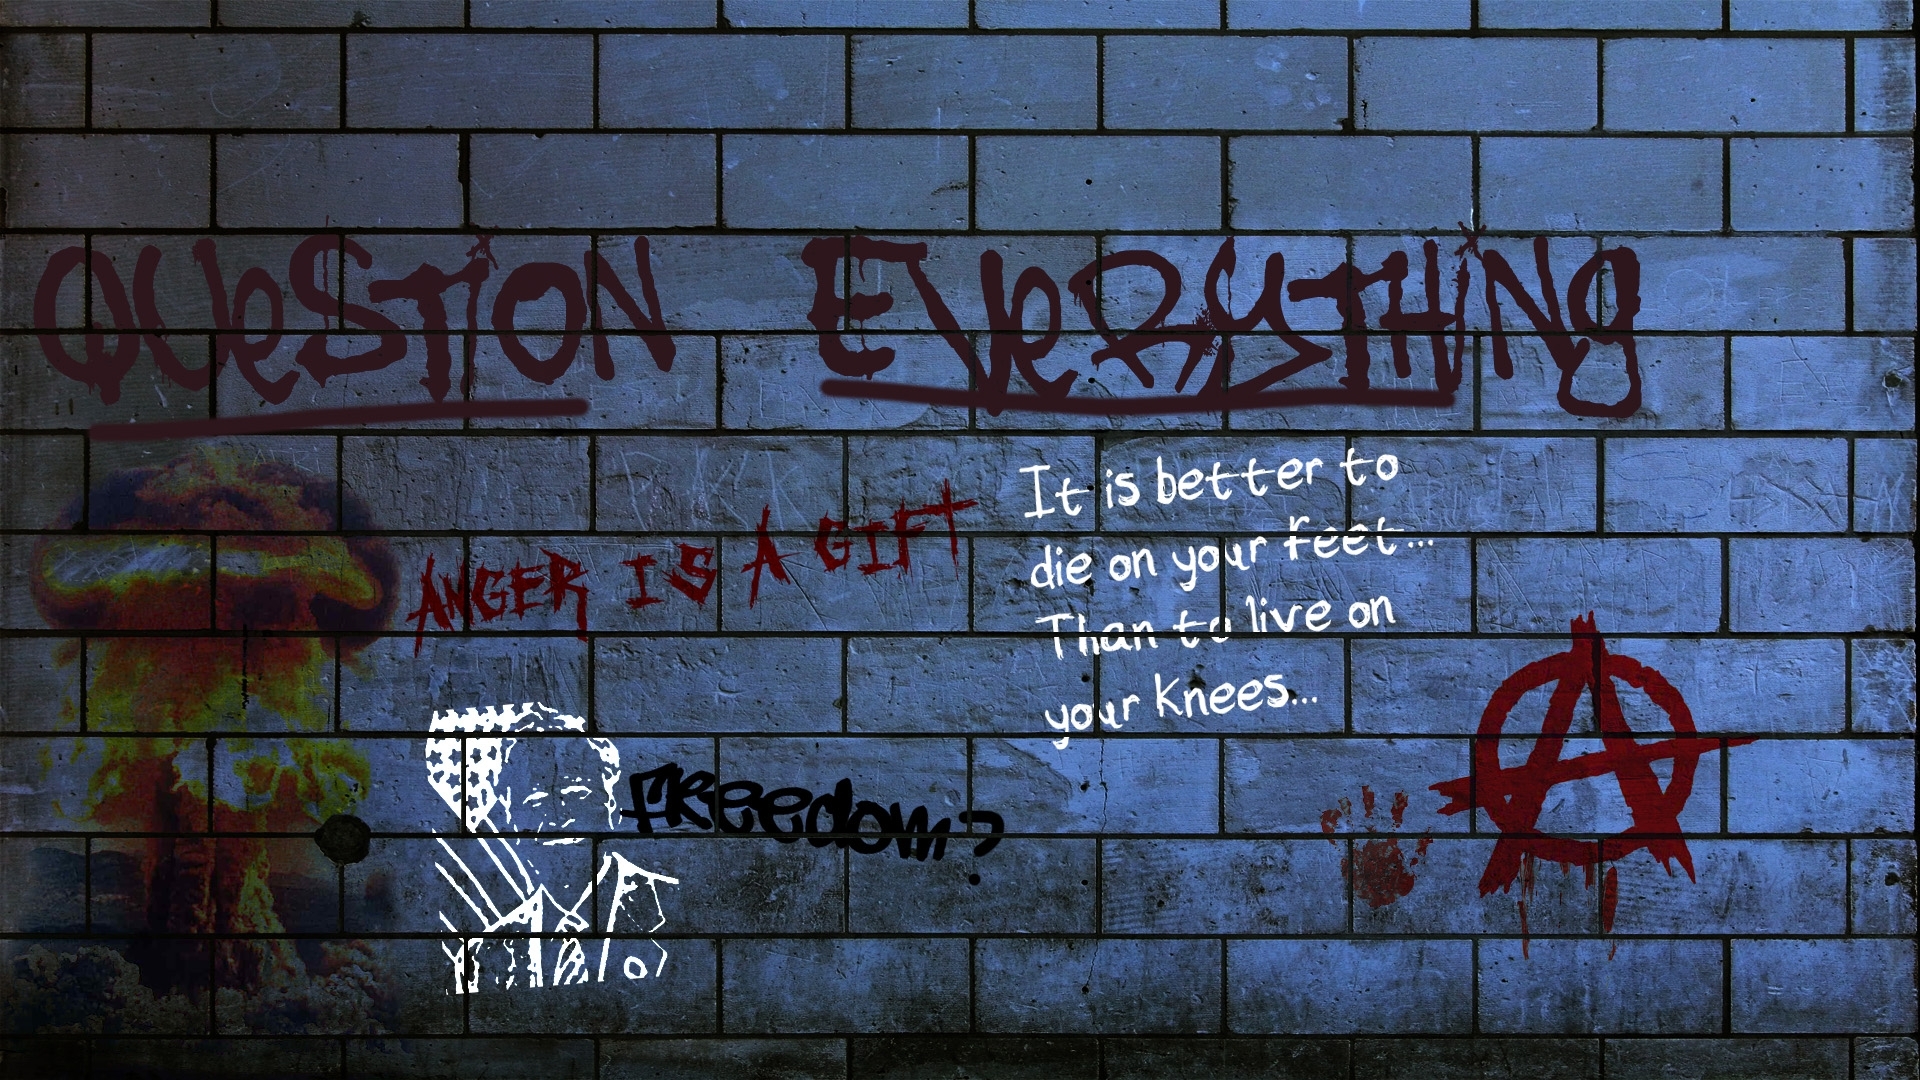 QUeSTiON EVeRYTHiNg
ANGER IS A GIFT
It is better to
die on your feet...
Than to live on
your knees...
FReedom?